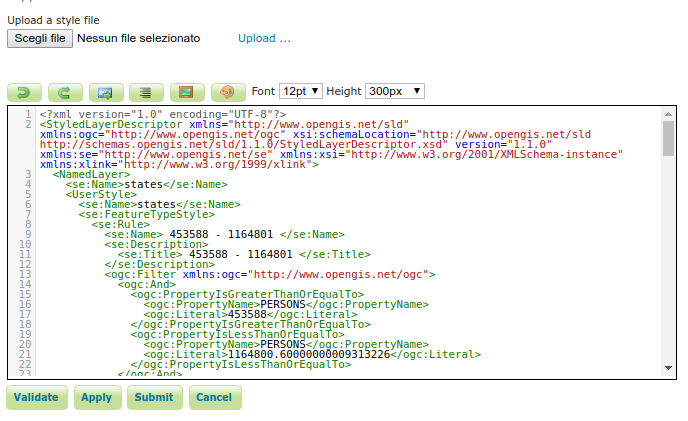 Upload a style file
Scegli file Nessun file selezionato Upload ...
Font 12pt Height 300px
1 <?xml version="1.0" encoding="UTF-8"?>
2 <StyledLayerDescriptor xmlns="http://www.opengis.net/sld"
xmlns:ogc="http://www.opengis.net/ogc" xsi:schemaLocation="http://www.opengis.net/sld
http://schemas.opengis.net/sld/1.1.0/StyledLayerDescriptor.xsd" version="1.1.0"
xmlns:se="http://www.opengis.net/se" xmlns:xsi="http://www.w3.org/2001/XMLSchema-instance"
xmlns:xlink="http://www.w3.org/1999/xlink">
3 <NamedLayer>
4 <se:Name>states</se:Name>
5 <UserStyle>
6 <se:Name>states</se:Name>
7 <se:FeatureTypeStyle>
8 <se:Rule>
9 <se:Name> 453588 - 1164801 </se:Name>
10 <se:Description>
11 <se:Title> 453588 - 1164801 </se:Title>
12 </se:Description>
13 <ogc:Filter xmlns:ogc="http://www.opengis.net/ogc">
14 <ogc:And>
15 <ogc:PropertyIsGreaterThanOrEqualTo>
16 <ogc:PropertyName>PERSONS</ogc:PropertyName>
17 <ogc:Literal>453588</ogc:Literal>
18 </ogc:PropertyIsGreaterThanOrEqualTo>
19 <ogc:PropertyIsLessThanOrEqualTo>
20 <ogc:PropertyName>PERSONS</ogc:PropertyName>
21 <ogc:Literal>1164800.60000000009313226</ogc:Literal>
22 </ogc:PropertyIsLessThanOrEqualTo>
23 </ogc:And>
Validate Apply Submit Cancel